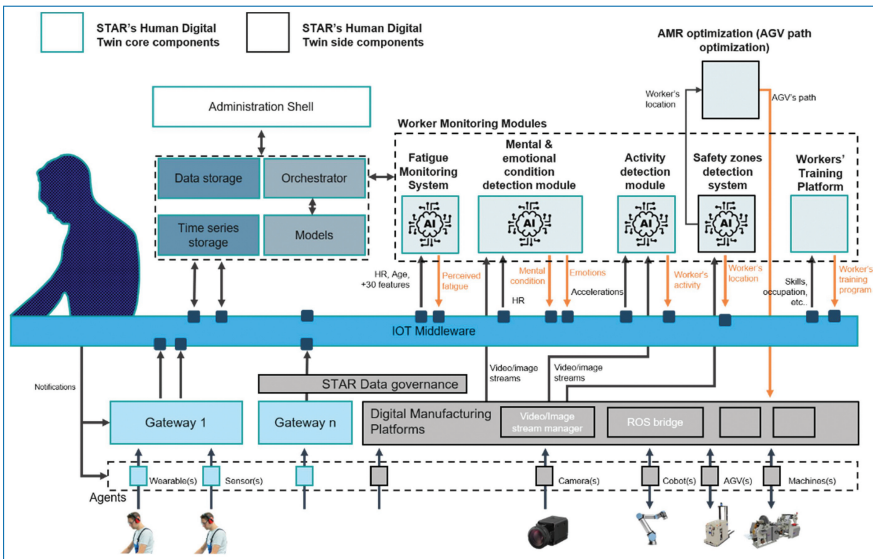 STAR's Human Digital
Twin core components
STAR's Human Digital
Twin side components
AMR optimization (AGV path
optimization)
Worker's
location
AGV's path
Administration Shell
Worker Monitoring Modules
Data storage
Orchestrator
Time series
storage
Models
Fatigue
Monitoring
System
Mental &
emotional
condition
detection module
Activity
detection
module
Safety zones
detection
system
Workers'
Training
Platform
AI
AI
AI
AI
HR, Age,
+30 features
Perceived
fatigue
HR
Mental
condition
Emotions
Accelerations
Worker's
activity
Worker's
location
Skills,
occupation,
etc..
Worker's
training
program
IOT Middleware
Notifications
STAR Data governance
Video/image
streams
Video/image
streams
Gateway 1
Gateway n
Digital Manufacturing
Platforms
Video/Image
stream manager
ROS bridge
Agents
Wearable(s)
Sensor(s)
Camera(s)
Cobot(s)
AGV(s)
Machines(s)